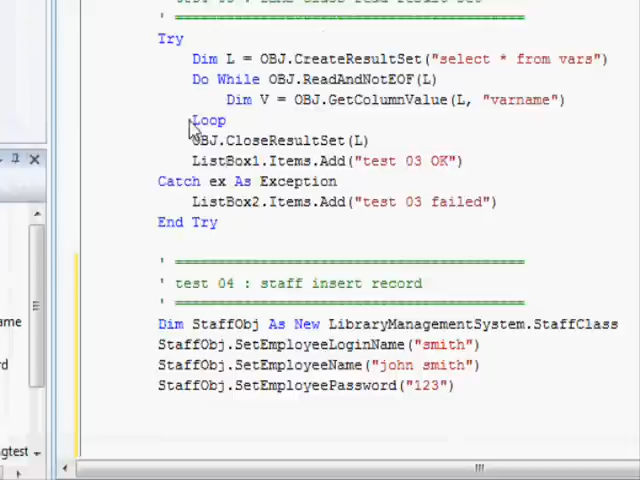 ' ========================================
Try
Dim L = OBJ.CreateResultSet("select * from vars")
Do While OBJ.ReadAndNotEOF(L)
Dim V = OBJ.GetColumnValue(L, "varname")
Loop
OBJ.CloseResultSet(L)
ListBox1.Items.Add("test 03 OK")
Catch ex As Exception
ListBox2.Items.Add("test 03 failed")
End Try
' ========================================
' test 04 : staff insert record
' ========================================
Dim StaffObj As New LibraryManagementSystem.StaffClass
StaffObj.SetEmployeeLoginName("smith")
StaffObj.SetEmployeeName("john smith")
StaffObj.SetEmployeePassword("123")
ame
rd
gtest